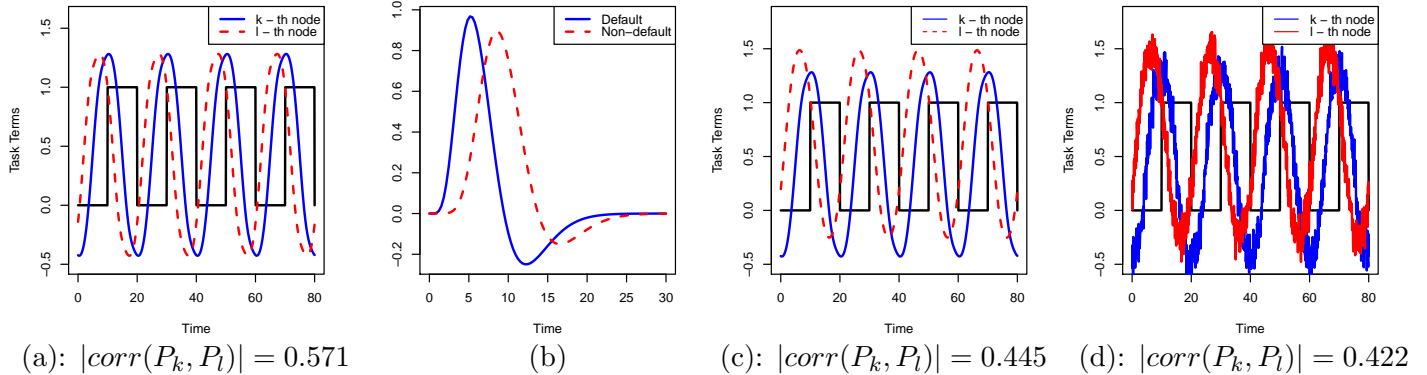 k − th node
l − th node
Task Terms
1.5
1.0
0.5
0.0
−0.5
0 20 40 60 80
Time
(a): |corr(P_k, P_l)| = 0.571
Default
Non−default
1.0
0.8
0.6
0.4
0.2
0.0
−0.2
0 5 10 15 20 25 30
Time
(b)
k − th node
l − th node
Task Terms
1.5
1.0
0.5
0.0
−0.5
0 20 40 60 80
Time
(c): |corr(P_k, P_l)| = 0.445
k − th node
l − th node
Task Terms
1.5
1.0
0.5
0.0
−0.5
0 20 40 60 80
Time
(d): |corr(P_k, P_l)| = 0.422